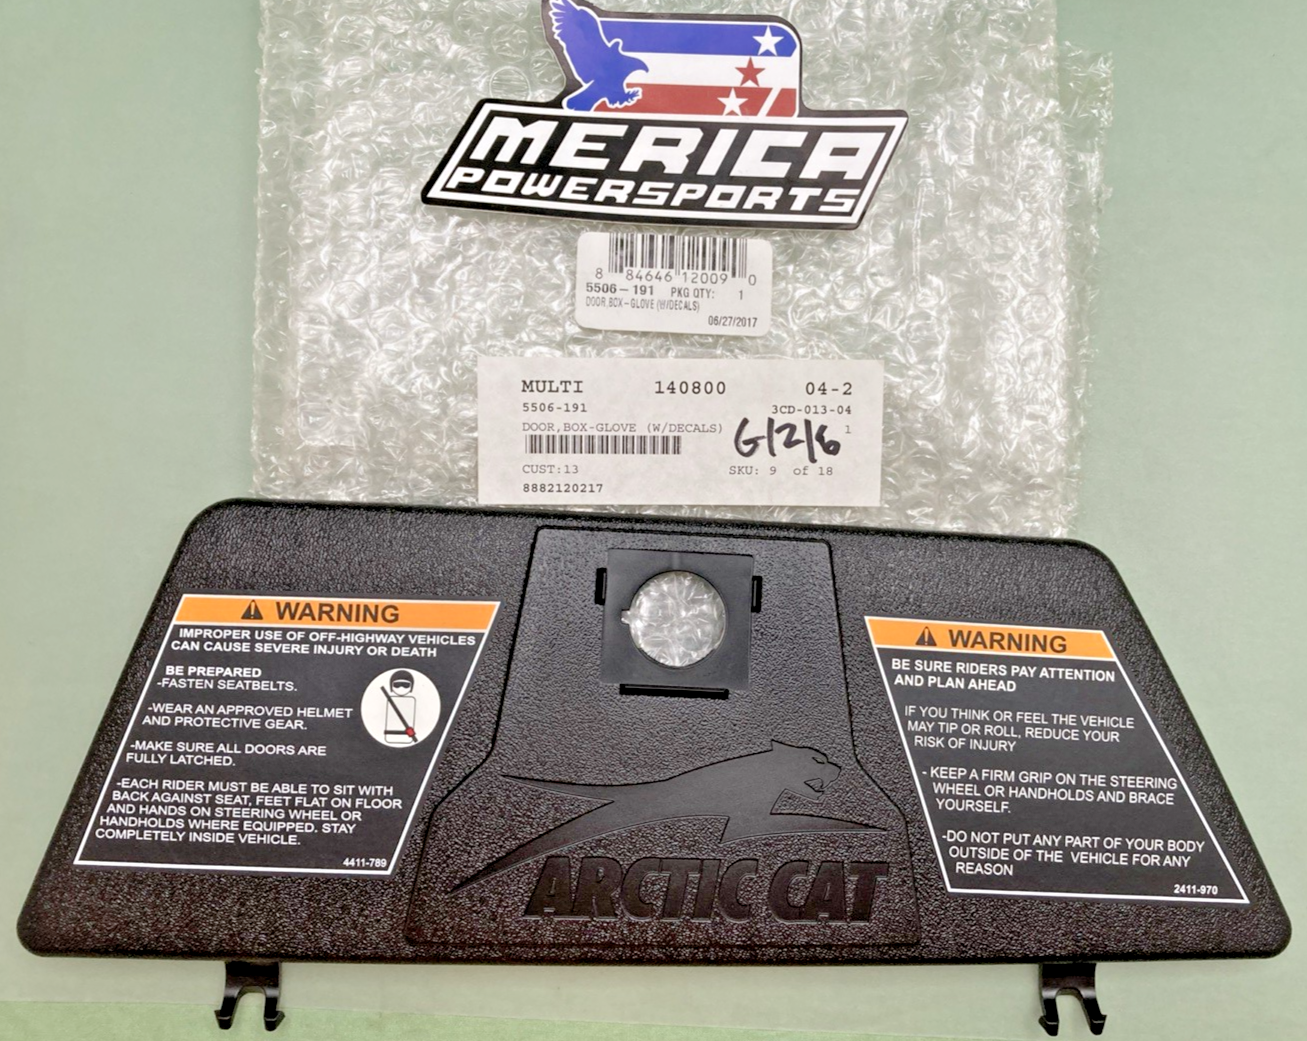 MERICA
POWERSPORTS
8 84646 12009 0
5506-191 PKG QTY: 1
DOOR,BOX-GLOVE (W/DECALS)
06/27/2017
MULTI 140800 04-2
5506-191 3CD-013-04
DOOR,BOX-GLOVE (W/DECALS) 1
G/2/6
CUST:13 SKU: 9 of 18
8882120217
WARNING
IMPROPER USE OF OFF-HIGHWAY VEHICLES
CAN CAUSE SEVERE INJURY OR DEATH
BE PREPARED
-FASTEN SEATBELTS.
-WEAR AN APPROVED HELMET
AND PROTECTIVE GEAR.
-MAKE SURE ALL DOORS ARE
FULLY LATCHED.
-EACH RIDER MUST BE ABLE TO SIT WITH
BACK AGAINST SEAT, FEET FLAT ON FLOOR
AND HANDS ON STEERING WHEEL OR
HANDHOLDS WHERE EQUIPPED. STAY
COMPLETELY INSIDE VEHICLE.
4411-789
ARCTIC CAT
WARNING
BE SURE RIDERS PAY ATTENTION
AND PLAN AHEAD
IF YOU THINK OR FEEL THE VEHICLE
MAY TIP OR ROLL, REDUCE YOUR
RISK OF INJURY
- KEEP A FIRM GRIP ON THE STEERING
WHEEL OR HANDHOLDS AND BRACE
YOURSELF.
-DO NOT PUT ANY PART OF YOUR BODY
OUTSIDE OF THE VEHICLE FOR ANY
REASON
2411-970